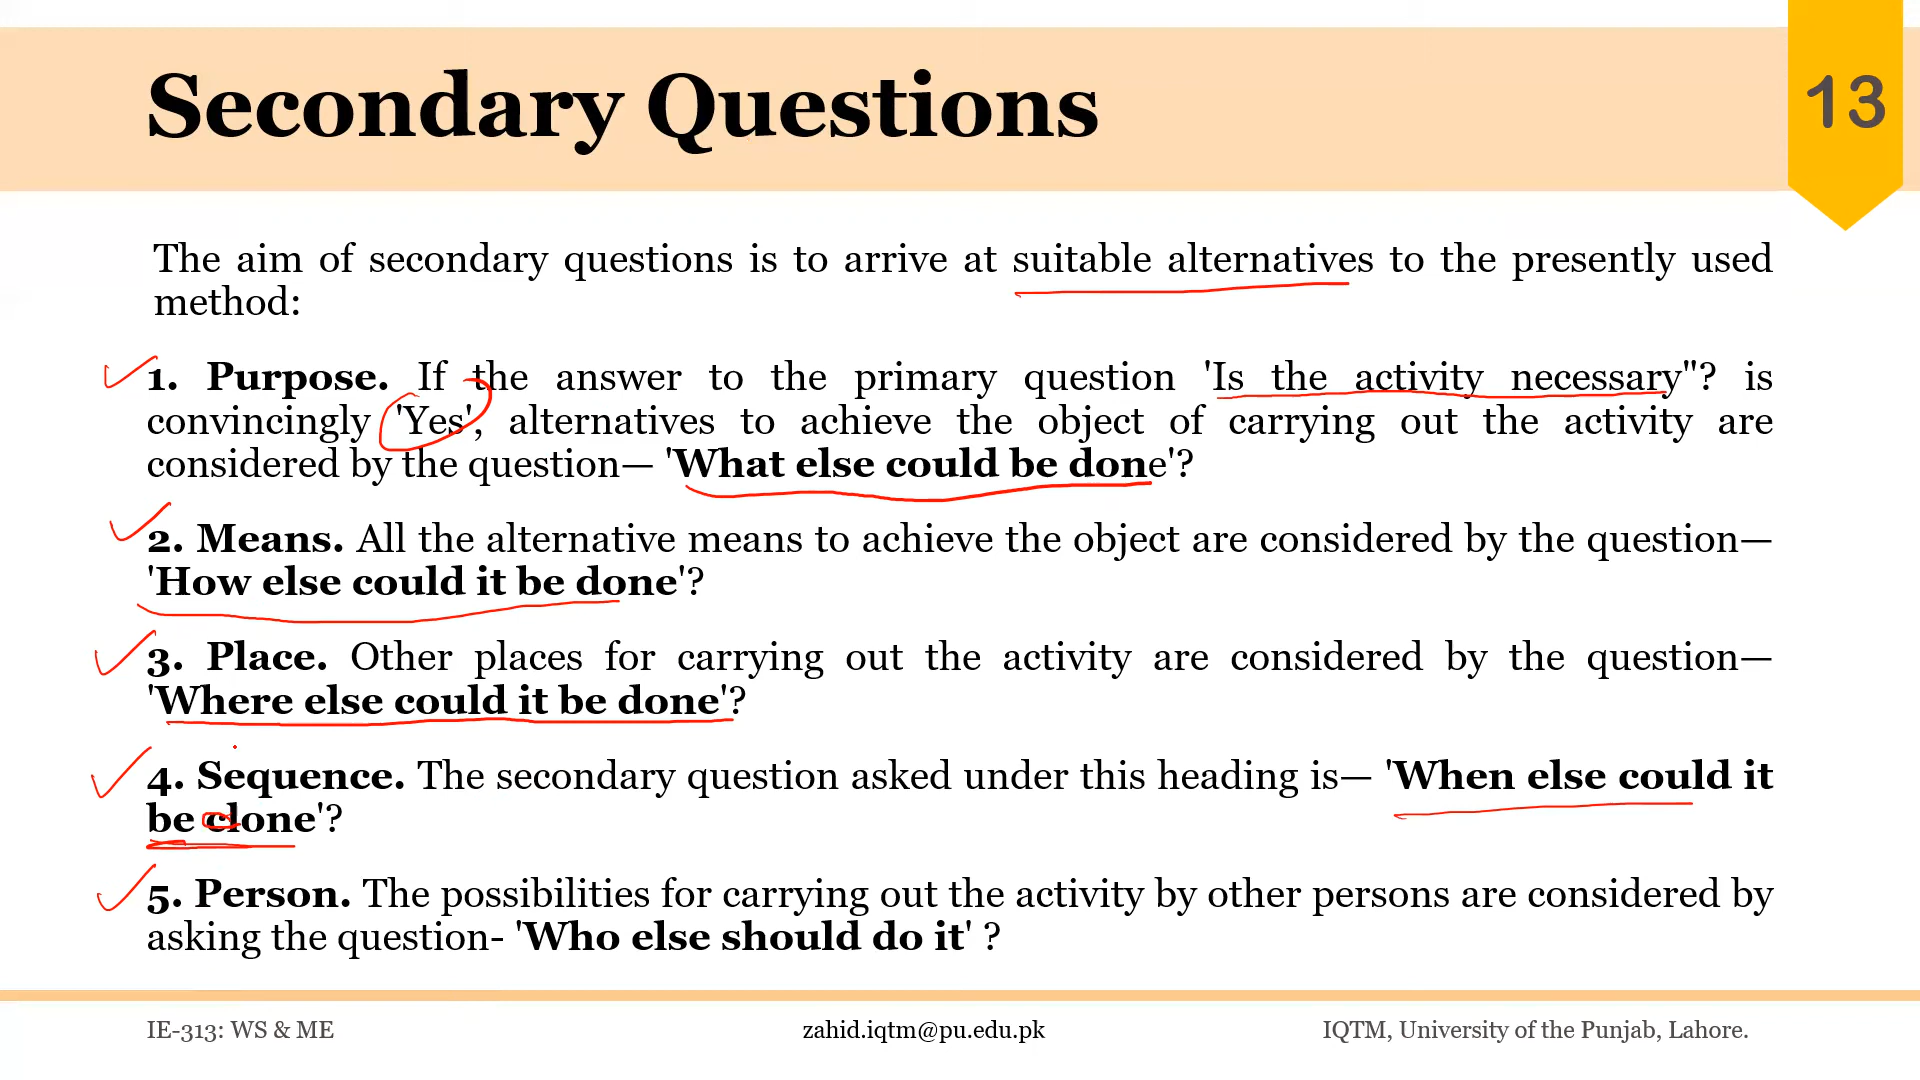 Secondary Questions
13
The aim of secondary questions is to arrive at suitable alternatives to the presently used
method:
1. Purpose. If the answer to the primary question 'Is the activity necessary"? is
convincingly 'Yes', alternatives to achieve the object of carrying out the activity are
considered by the question— 'What else could be done'?
2. Means. All the alternative means to achieve the object are considered by the question—
'How else could it be done'?
3. Place. Other places for carrying out the activity are considered by the question—
'Where else could it be done'?
4. Sequence. The secondary question asked under this heading is— 'When else could it
be clone'?
5. Person. The possibilities for carrying out the activity by other persons are considered by
asking the question- 'Who else should do it' ?
IE-313: WS & ME
zahid.iqtm@pu.edu.pk
IQTM, University of the Punjab, Lahore.